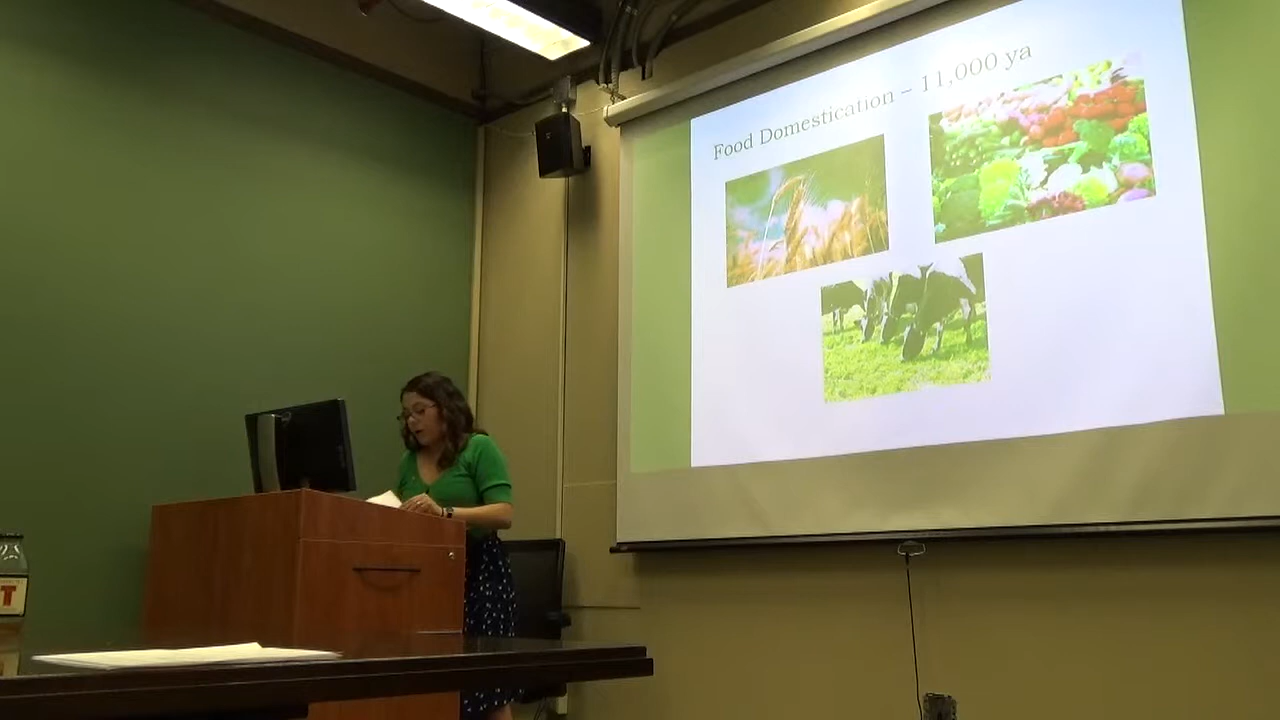 Food Domestication – 11,000 ya
T